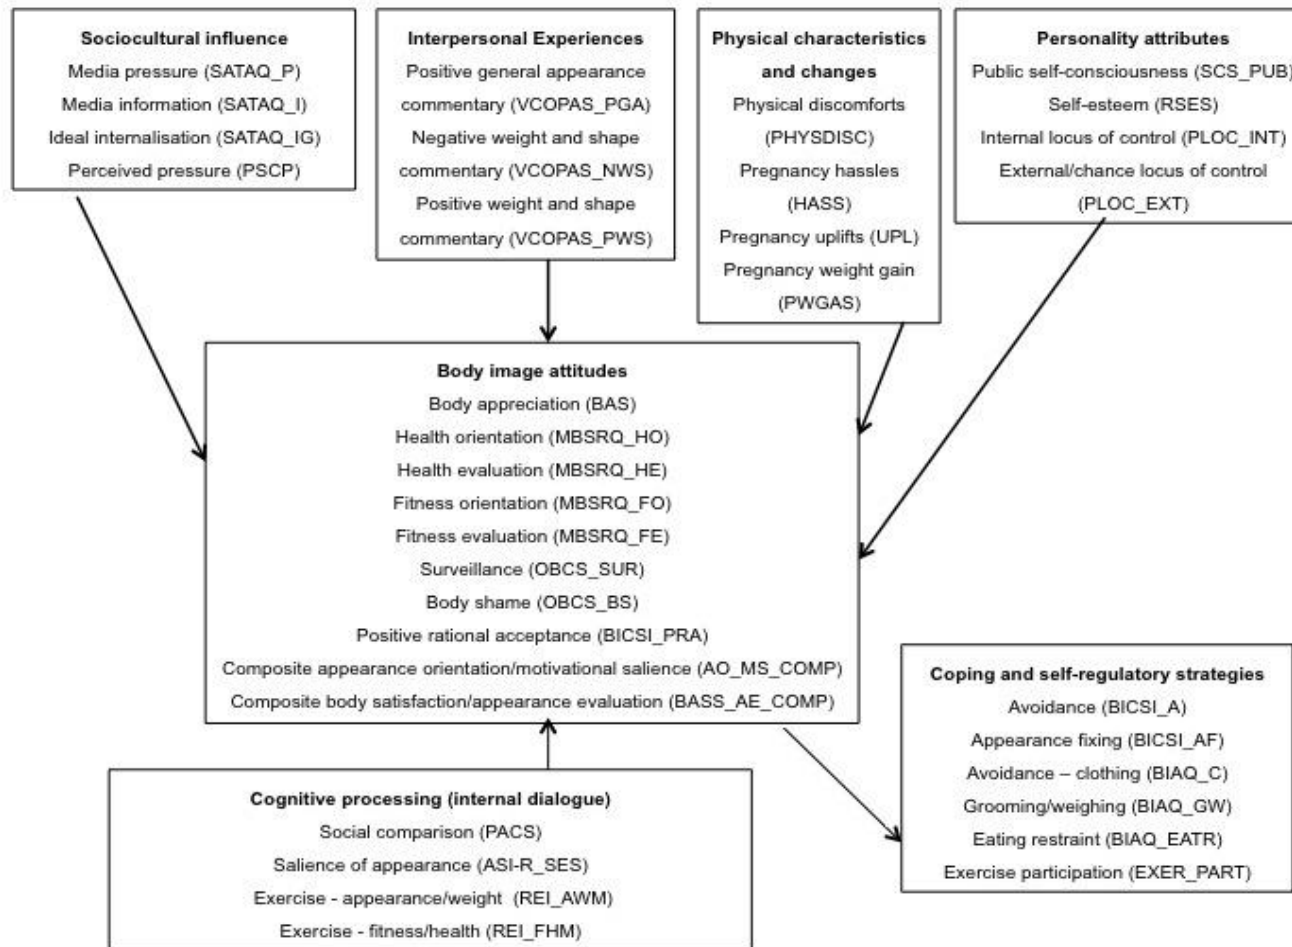 Sociocultural influence
Media pressure (SATAQ_P)
Media information (SATAQ_I)
Ideal internalisation (SATAQ_IG)
Perceived pressure (PSCP)
Interpersonal Experiences
Positive general appearance
commentary (VCOPAS_PGA)
Negative weight and shape
commentary (VCOPAS_NWS)
Positive weight and shape
commentary (VCOPAS_PWS)
Physical characteristics
and changes
Physical discomforts
(PHYSDISC)
Pregnancy hassles
(HASS)
Pregnancy uplifts (UPL)
Pregnancy weight gain
(PWGAS)
Personality attributes
Public self-consciousness (SCS_PUB)
Self-esteem (RSES)
Internal locus of control (PLOC_INT)
External/chance locus of control
(PLOC_EXT)
Body image attitudes
Body appreciation (BAS)
Health orientation (MBSRQ_HO)
Health evaluation (MBSRQ_HE)
Fitness orientation (MBSRQ_FO)
Fitness evaluation (MBSRQ_FE)
Surveillance (OBCS_SUR)
Body shame (OBCS_BS)
Positive rational acceptance (BICSI_PRA)
Composite appearance orientation/motivational salience (AO_MS_COMP)
Composite body satisfaction/appearance evaluation (BASS_AE_COMP)
Coping and self-regulatory strategies
Avoidance (BICSI_A)
Appearance fixing (BICSI_AF)
Avoidance – clothing (BIAQ_C)
Grooming/weighing (BIAQ_GW)
Eating restraint (BIAQ_EATR)
Exercise participation (EXER_PART)
Cognitive processing (internal dialogue)
Social comparison (PACS)
Salience of appearance (ASI-R_SES)
Exercise - appearance/weight (REI_AWM)
Exercise - fitness/health (REI_FHM)